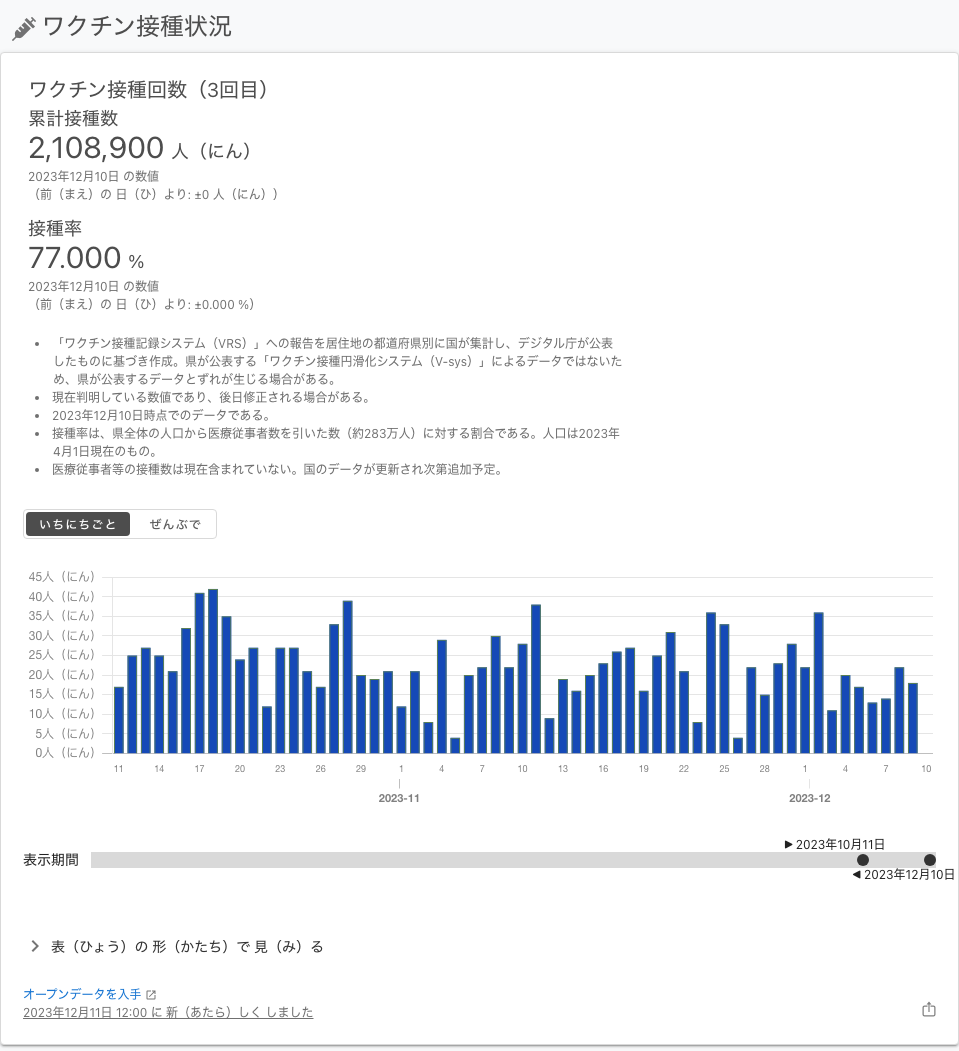 ワクチン接種状況
ワクチン接種回数（3回目）
累計接種数
2,108,900 人（にん）
2023年12月10日 の数値
（前（まえ）の 日（ひ）より: ±0 人（にん））
接種率
77.000 %
2023年12月10日 の数値
（前（まえ）の 日（ひ）より: ±0.000 %）
• 「ワクチン接種記録システム（VRS）」への報告を居住地の都道府県別に国が集計し、デジタル庁が公表
したものに基づき作成。県が公表する「ワクチン接種円滑化システム（V-sys）」によるデータではないた
め、県が公表するデータとずれが生じる場合がある。
• 現在判明している数値であり、後日修正される場合がある。
• 2023年12月10日時点でのデータである。
• 接種率は、県全体の人口から医療従事者数を引いた数（約283万人）に対する割合である。人口は2023年
4月1日現在のもの。
• 医療従事者等の接種数は現在含まれていない。国のデータが更新され次第追加予定。
いちにちごと ぜんぶで
45人（にん）
40人（にん）
35人（にん）
30人（にん）
25人（にん）
20人（にん）
15人（にん）
10人（にん）
5人（にん）
0人（にん）
11 14 17 20 23 26 29 1 4 7 10 13 16 19 22 25 28 1 4 7 10
2023-11 2023-12
▶ 2023年10月11日
表示期間
◀ 2023年12月10日
表（ひょう）の 形（かたち）で 見（み）る
オープンデータを入手
2023年12月11日 12:00 に 新（あたら）しく しました